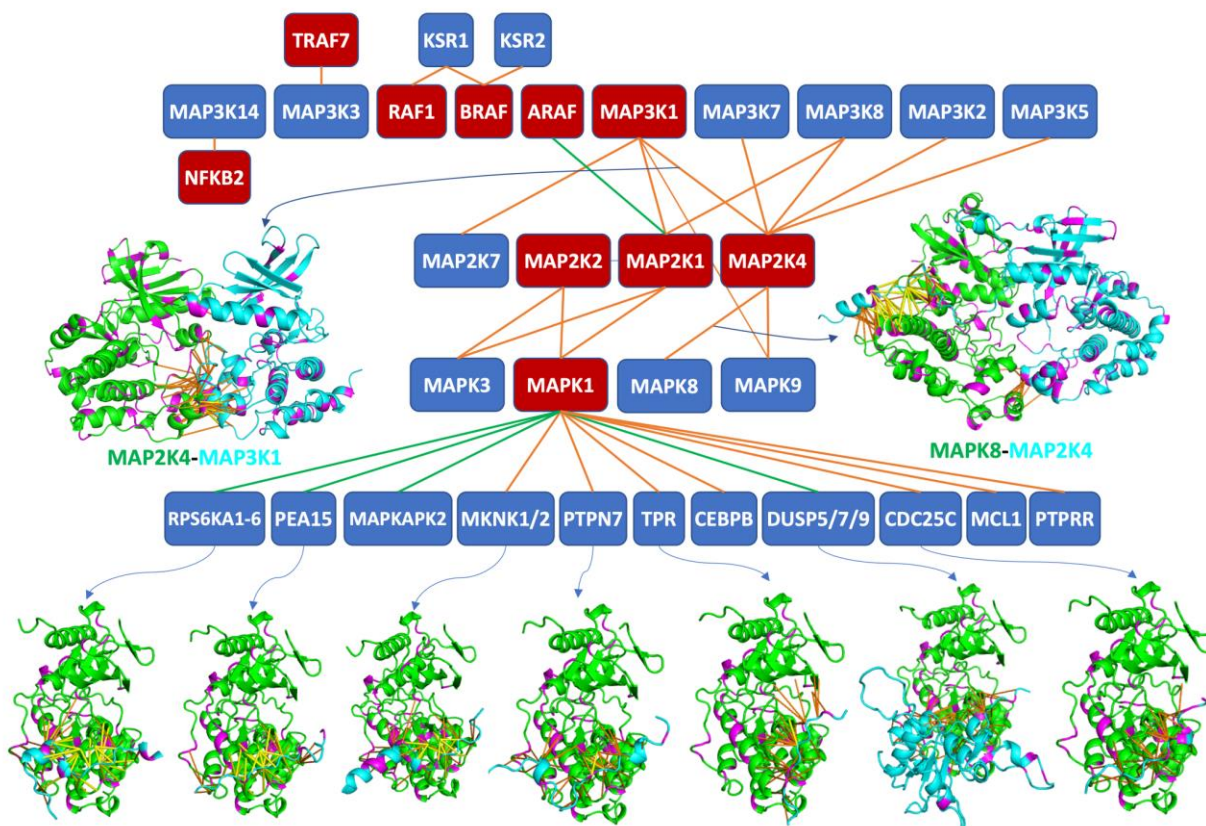 TRAF7 KSR1 KSR2
MAP3K14 MAP3K3 RAF1 BRAF ARAF MAP3K1 MAP3K7 MAP3K8 MAP3K2 MAP3K5
NFKB2
MAP2K7 MAP2K2 MAP2K1 MAP2K4
MAPK3 MAPK1 MAPK8 MAPK9
MAP2K4-MAP3K1
MAPK8-MAP2K4
RPS6KA1-6 PEA15 MAPKAPK2 MKNK1/2 PTPN7 TPR CEBPB DUSP5/7/9 CDC25C MCL1 PTPRR